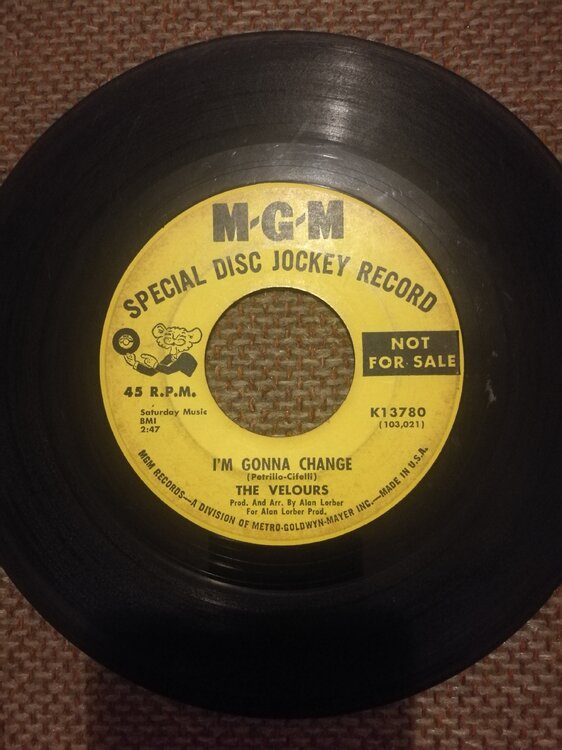 M-G-M
SPECIAL DISC JOCKEY RECORD
NOT
FOR SALE
45 R.P.M.
Saturday Music
BMI
2:47
K13780
(103,021)
I'M GONNA CHANGE
(Petrillo-Cifelli)
THE VELOURS
Prod. And Arr. By Alan Lorber
For Alan Lorber Prod.
MGM RECORDS—A DIVISION OF METRO-GOLDWYN-MAYER INC.—MADE IN U.S.A.